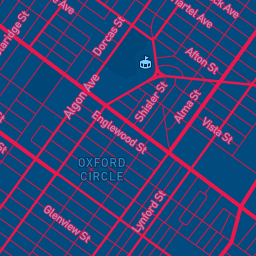 Dorcas St
Afton St
Algon Ave
Shisler St
Alma St
Vista St
Englewood St
OXFORD
CIRCLE
Glenview St
Lynford St